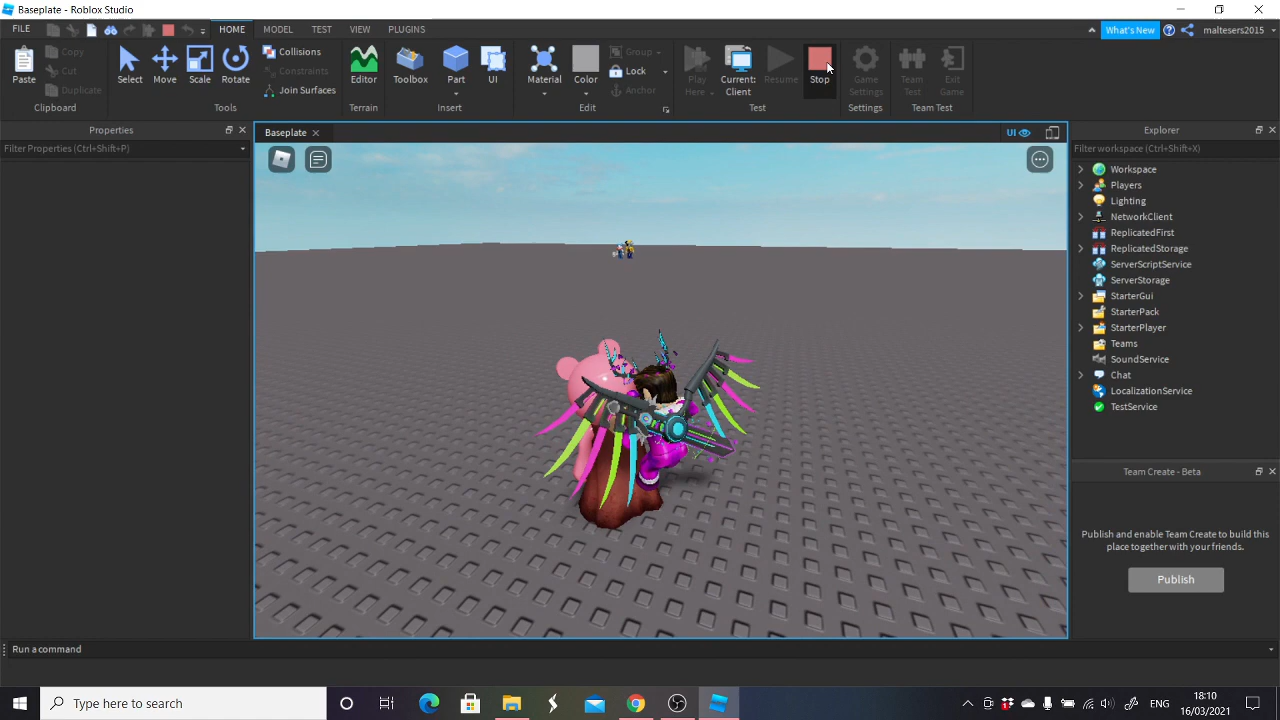 Baseplate - Roblox Studio
FILE HOME MODEL TEST VIEW PLUGINS What's New maltesers2015
Paste Copy Cut Duplicate
Select Move Scale Rotate Collisions Constraints Join Surfaces
Editor Toolbox Part UI
Material Color Group Lock Anchor
Play Here Current: Client Resume Stop
Game Settings Team Test Exit Game
Clipboard Tools Terrain Insert Edit Test Settings Team Test
Properties
Filter Properties (Ctrl+Shift+P)
Baseplate UI
Explorer
Filter workspace (Ctrl+Shift+X)
Workspace
Players
Lighting
NetworkClient
ReplicatedFirst
ReplicatedStorage
ServerScriptService
ServerStorage
StarterGui
StarterPack
StarterPlayer
Teams
SoundService
Chat
LocalizationService
TestService
Team Create - Beta
Publish and enable Team Create to build this
place together with your friends.
Publish
Run a command
Type here to search
ENG
18:10
16/03/2021